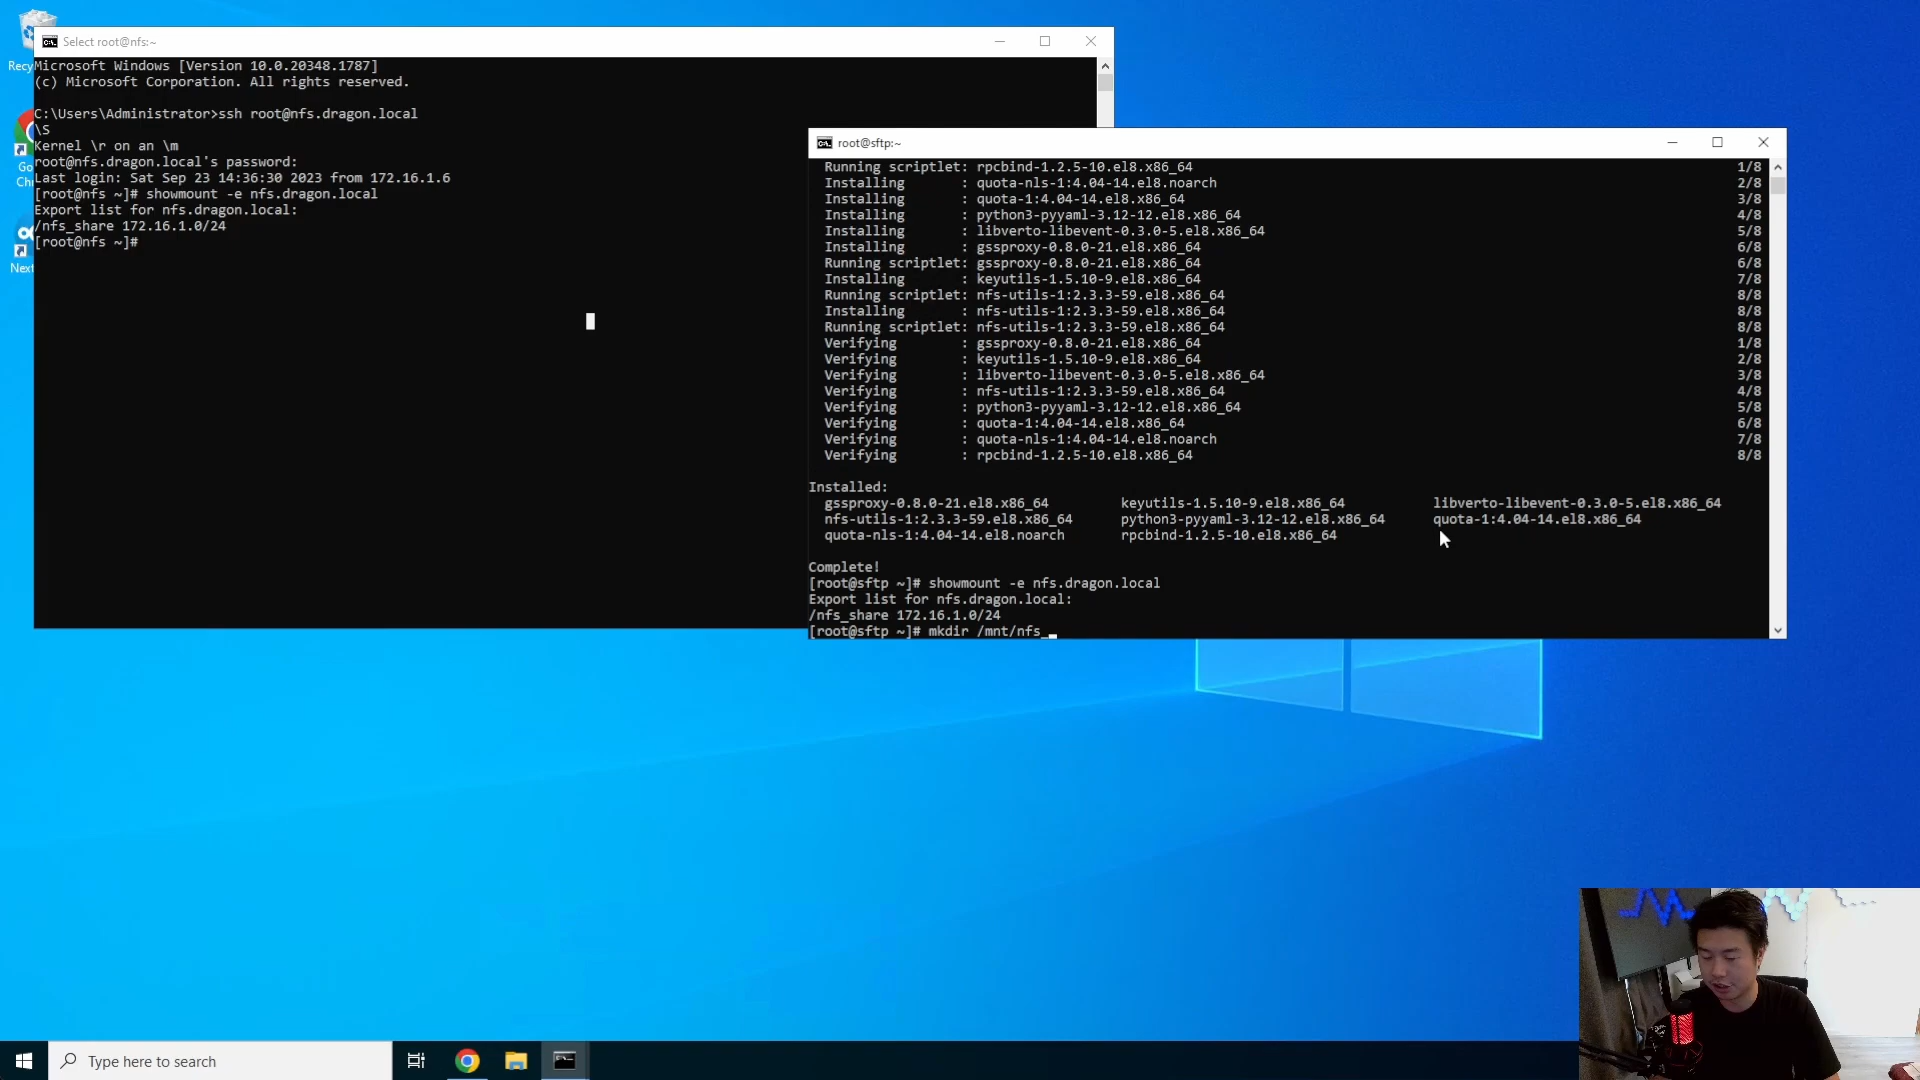 Recy
Go
Chr
Next
Select root@nfs:~
Microsoft Windows [Version 10.0.20348.1787]
(c) Microsoft Corporation. All rights reserved.
C:\Users\Administrator>ssh root@nfs.dragon.local
\S
Kernel \r on an \m
root@nfs.dragon.local's password:
Last login: Sat Sep 23 14:36:30 2023 from 172.16.1.6
[root@nfs ~]# showmount -e nfs.dragon.local
Export list for nfs.dragon.local:
/nfs_share 172.16.1.0/24
[root@nfs ~]#
root@sftp:~
Running scriptlet: rpcbind-1.2.5-10.el8.x86_64 1/8
Installing : quota-nls-1:4.04-14.el8.noarch 2/8
Installing : quota-1:4.04-14.el8.x86_64 3/8
Installing : python3-pyyaml-3.12-12.el8.x86_64 4/8
Installing : libverto-libevent-0.3.0-5.el8.x86_64 5/8
Installing : gssproxy-0.8.0-21.el8.x86_64 6/8
Running scriptlet: gssproxy-0.8.0-21.el8.x86_64 6/8
Installing : keyutils-1.5.10-9.el8.x86_64 7/8
Running scriptlet: nfs-utils-1:2.3.3-59.el8.x86_64 8/8
Installing : nfs-utils-1:2.3.3-59.el8.x86_64 8/8
Running scriptlet: nfs-utils-1:2.3.3-59.el8.x86_64 8/8
Verifying : gssproxy-0.8.0-21.el8.x86_64 1/8
Verifying : keyutils-1.5.10-9.el8.x86_64 2/8
Verifying : libverto-libevent-0.3.0-5.el8.x86_64 3/8
Verifying : nfs-utils-1:2.3.3-59.el8.x86_64 4/8
Verifying : python3-pyyaml-3.12-12.el8.x86_64 5/8
Verifying : quota-1:4.04-14.el8.x86_64 6/8
Verifying : quota-nls-1:4.04-14.el8.noarch 7/8
Verifying : rpcbind-1.2.5-10.el8.x86_64 8/8
Installed:
gssproxy-0.8.0-21.el8.x86_64 keyutils-1.5.10-9.el8.x86_64 libverto-libevent-0.3.0-5.el8.x86_64
nfs-utils-1:2.3.3-59.el8.x86_64 python3-pyyaml-3.12-12.el8.x86_64 quota-1:4.04-14.el8.x86_64
quota-nls-1:4.04-14.el8.noarch rpcbind-1.2.5-10.el8.x86_64
Complete!
[root@sftp ~]# showmount -e nfs.dragon.local
Export list for nfs.dragon.local:
/nfs_share 172.16.1.0/24
[root@sftp ~]# mkdir /mnt/nfs_
Type here to search